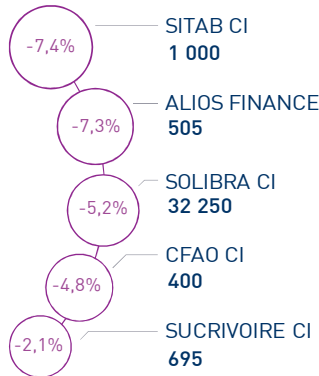 -7,4%
SITAB CI
1 000
-7,3%
ALIOS FINANCE
505
-5,2%
SOLIBRA CI
32 250
-4,8%
CFAO CI
400
-2,1%
SUCRIVOIRE CI
695